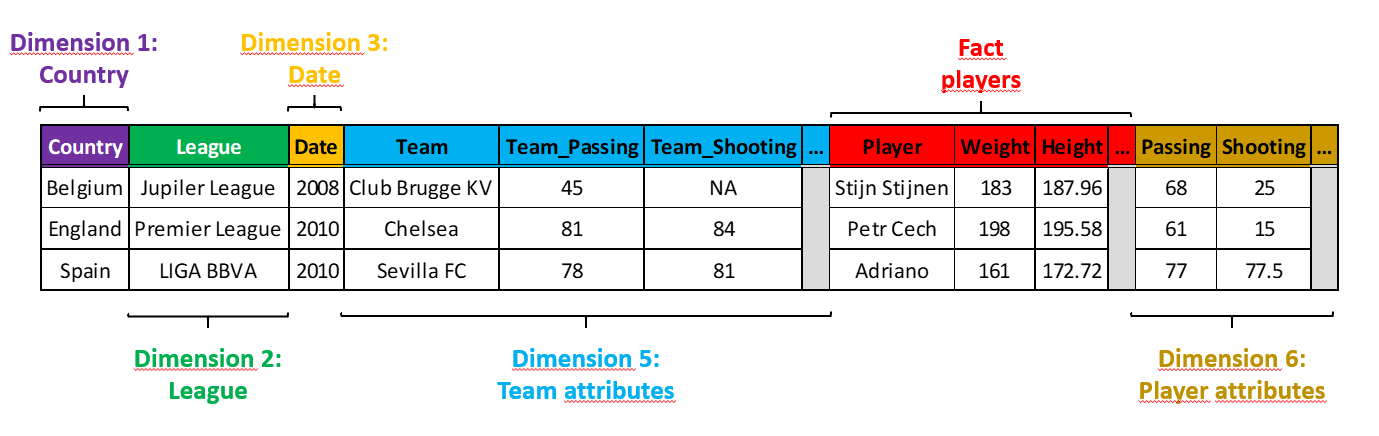 Dimension 1:
Country
Dimension 3:
Date
Fact
players
Country League Date Team Team_Passing Team_Shooting ... Player Weight Height ... Passing Shooting ...
Belgium Jupiler League 2008 Club Brugge KV 45 NA Stijn Stijnen 183 187.96 68 25
England Premier League 2010 Chelsea 81 84 Petr Cech 198 195.58 61 15
Spain LIGA BBVA 2010 Sevilla FC 78 81 Adriano 161 172.72 77 77.5
Dimension 2:
League
Dimension 5:
Team attributes
Dimension 6:
Player attributes